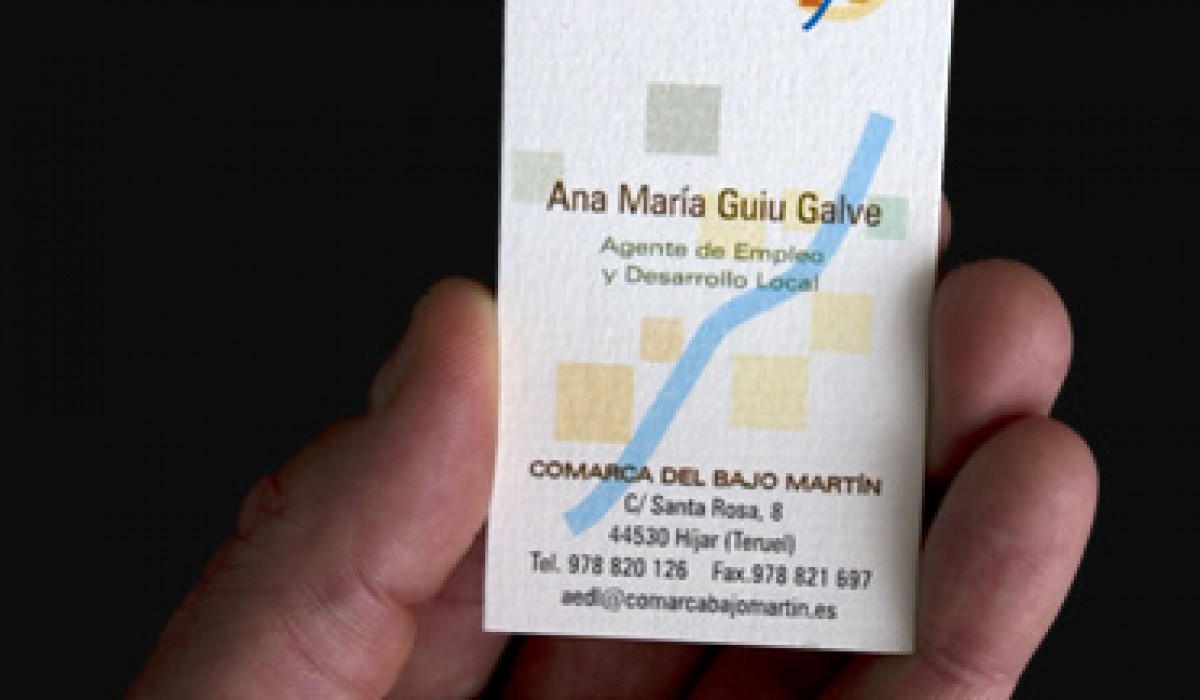 Ana María Guiu Galve
Agente de Empleo
y Desarrollo Local
COMARCA DEL BAJO MARTÍN
C/ Santa Rosa, 8
44530 Híjar (Teruel)
Tel. 978 820 126 Fax.978 821 697
aedl@comarcabajomartin.es